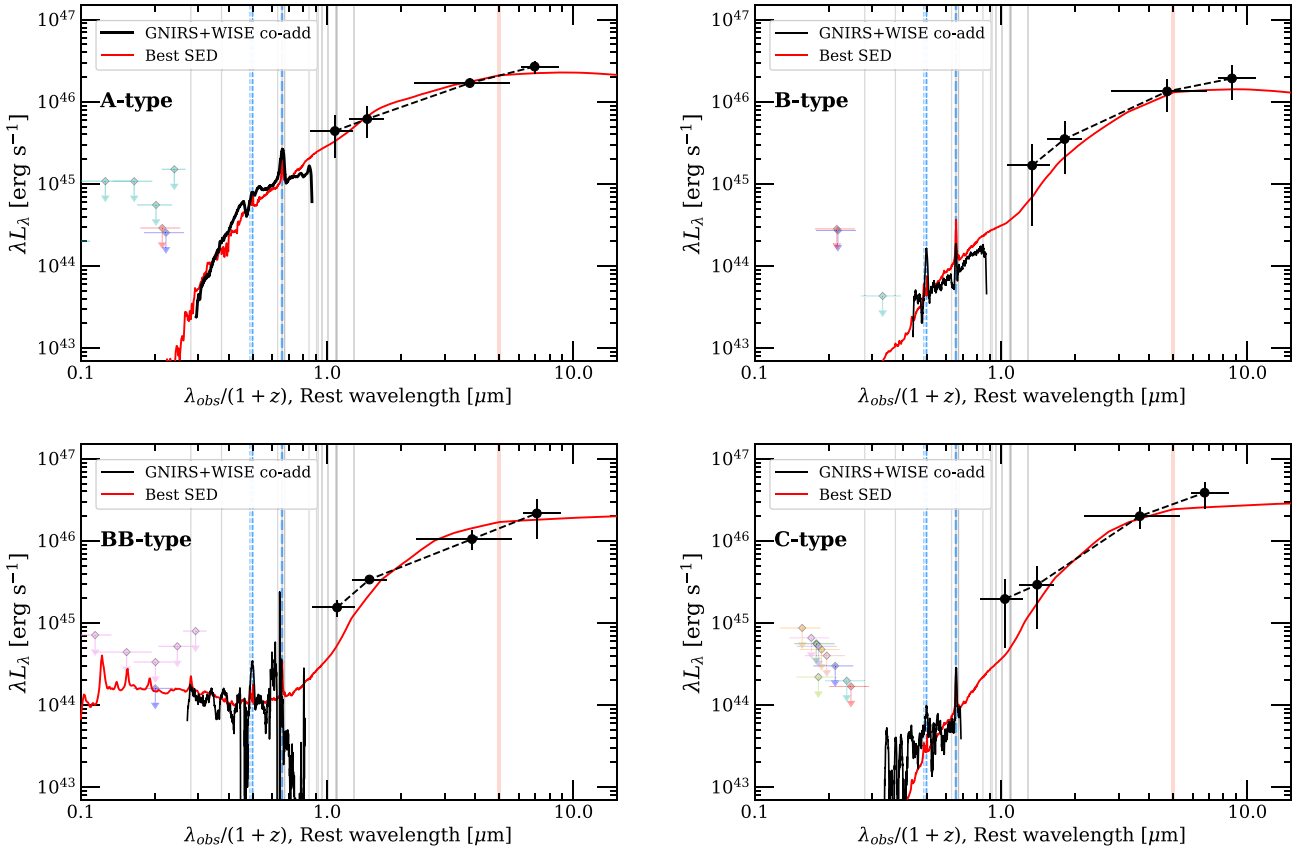 10^47
10^46
10^45
10^44
10^43
λL_λ [erg s^−1]
GNIRS+WISE co-add
Best SED
A-type
0.1 1.0 10.0
λ_obs/(1 + z), Rest wavelength [μm]
10^47
10^46
10^45
10^44
10^43
λL_λ [erg s^−1]
GNIRS+WISE co-add
Best SED
B-type
0.1 1.0 10.0
λ_obs/(1 + z), Rest wavelength [μm]
10^47
10^46
10^45
10^44
10^43
λL_λ [erg s^−1]
GNIRS+WISE co-add
Best SED
BB-type
0.1 1.0 10.0
λ_obs/(1 + z), Rest wavelength [μm]
10^47
10^46
10^45
10^44
10^43
λL_λ [erg s^−1]
GNIRS+WISE co-add
Best SED
C-type
0.1 1.0 10.0
λ_obs/(1 + z), Rest wavelength [μm]